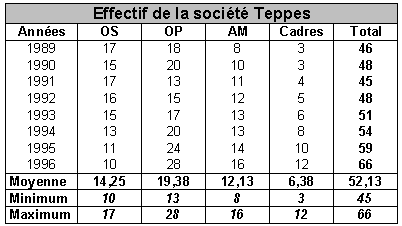 Effectif de la société Teppes
Années OS OP AM Cadres Total
1989 17 18 8 3 46
1990 15 20 10 3 48
1991 17 13 11 4 45
1992 16 15 12 5 48
1993 15 17 13 6 51
1994 13 20 13 8 54
1995 11 24 14 10 59
1996 10 28 16 12 66
Moyenne 14,25 19,38 12,13 6,38 52,13
Minimum 10 13 8 3 45
Maximum 17 28 16 12 66